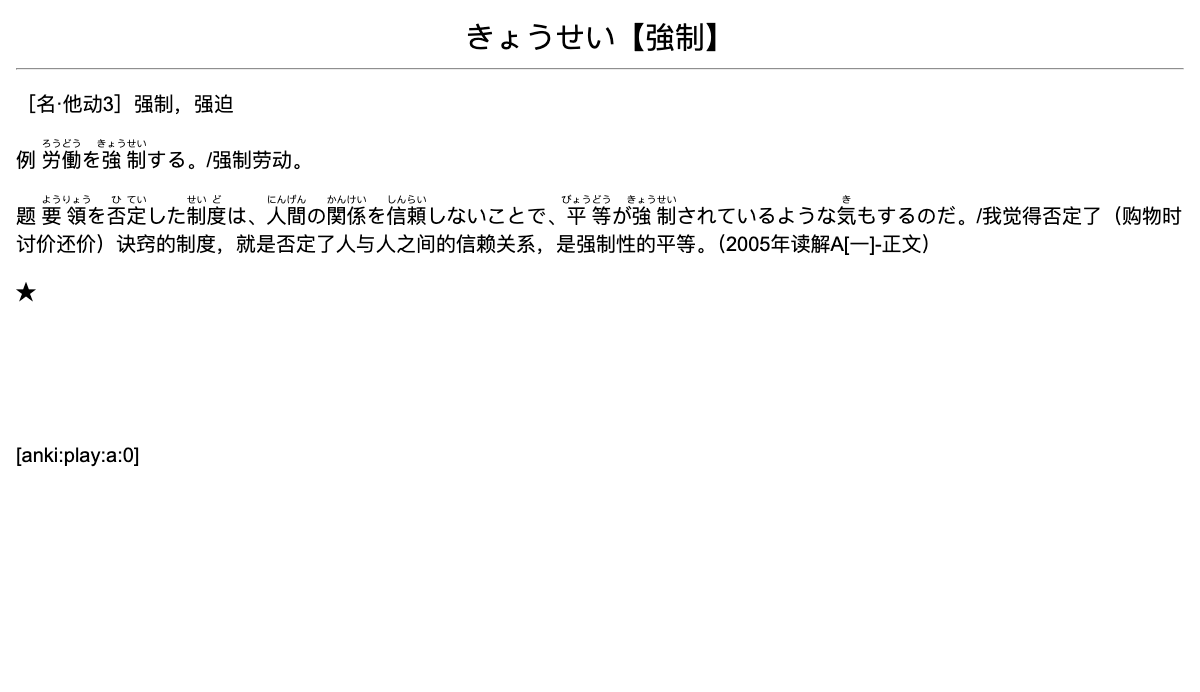 きょうせい【強制】
［名·他动3］强制，强迫
ろうどう きょうせい
例 労働を強制する。/强制劳动。
ようりょう ひ てい せい ど にんげん かんけい しんらい びょうどう きょうせい き
题 要領を否定した制度は、人間の関係を信頼しないことで、平等が強制されているような気もするのだ。/我觉得否定了（购物时
讨价还价）诀窍的制度，就是否定了人与人之间的信赖关系，是强制性的平等。（2005年读解A[一]-正文）
★
[anki:play:a:0]